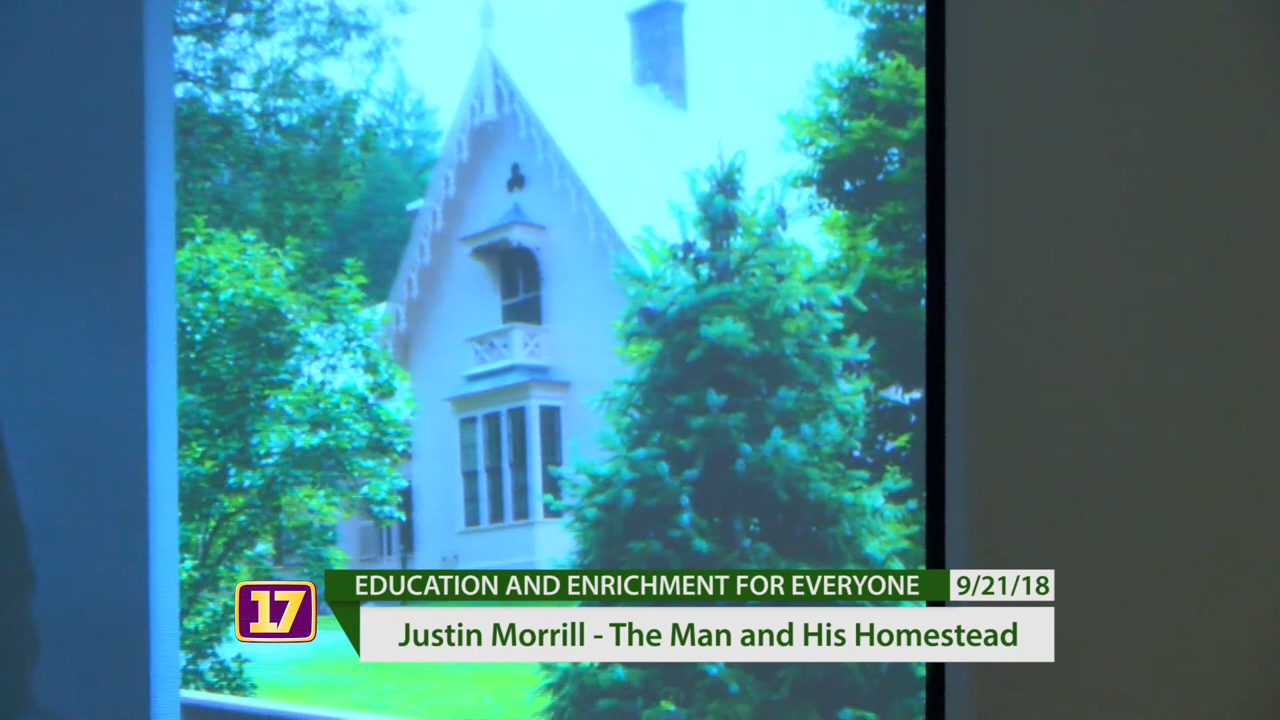 EDUCATION AND ENRICHMENT FOR EVERYONE 9/21/18
17
Justin Morrill - The Man and His Homestead